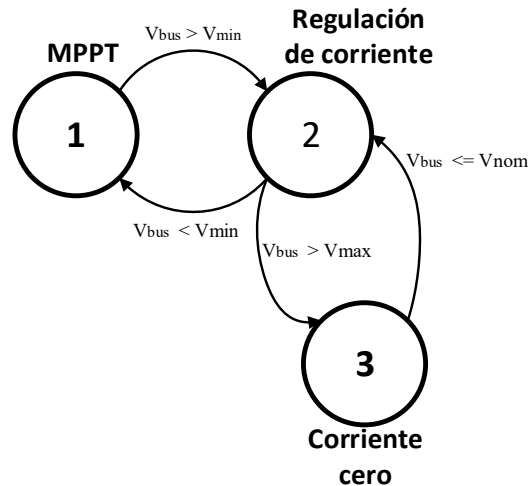 Regulación
de corriente
MPPT
Vbus > Vmin
1
2
Vbus <= Vnom
Vbus < Vmin
Vbus > Vmax
3
Corriente
cero